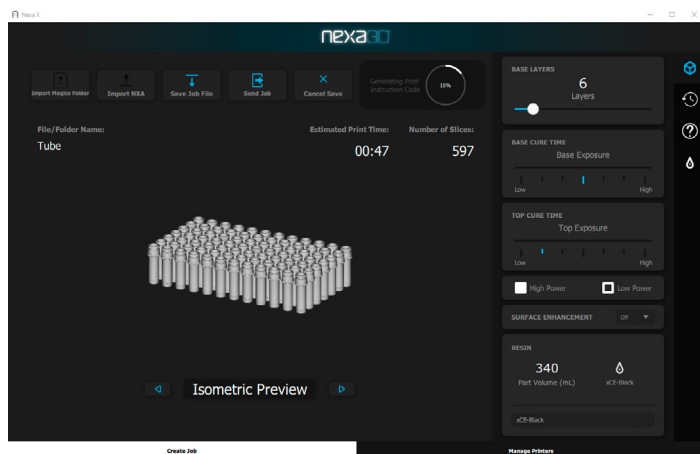 Nexa X
nexa3D
Import Magics Folder
Import NXA
Save Job File
Send Job
Cancel Save
Generating Print
Instruction Code
15%
File/Folder Name:
Tube
Estimated Print Time:
00:47
Number of Slices:
597
Isometric Preview
BASE LAYERS
6
Layers
BASE CURE TIME
Base Exposure
Low
High
TOP CURE TIME
Top Exposure
Low
High
High Power
Low Power
SURFACE ENHANCEMENT
Off
RESIN
340
Part Volume (mL)
xCE-Black
xCE-Black
Create Job
Manage Printers